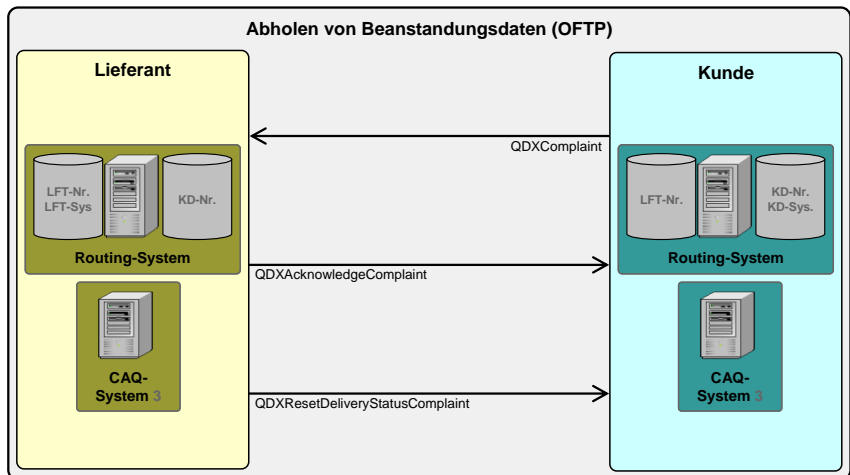 Abholen von Beanstandungsdaten (OFTP)
Lieferant
Kunde
QDXComplaint
LFT-Nr.
LFT-Sys
KD-Nr.
Routing-System
LFT-Nr.
KD-Nr.
KD-Sys.
Routing-System
QDXAcknowledgeComplaint
CAQ-
System 3
CAQ-
System 3
QDXResetDeliveryStatusComplaint